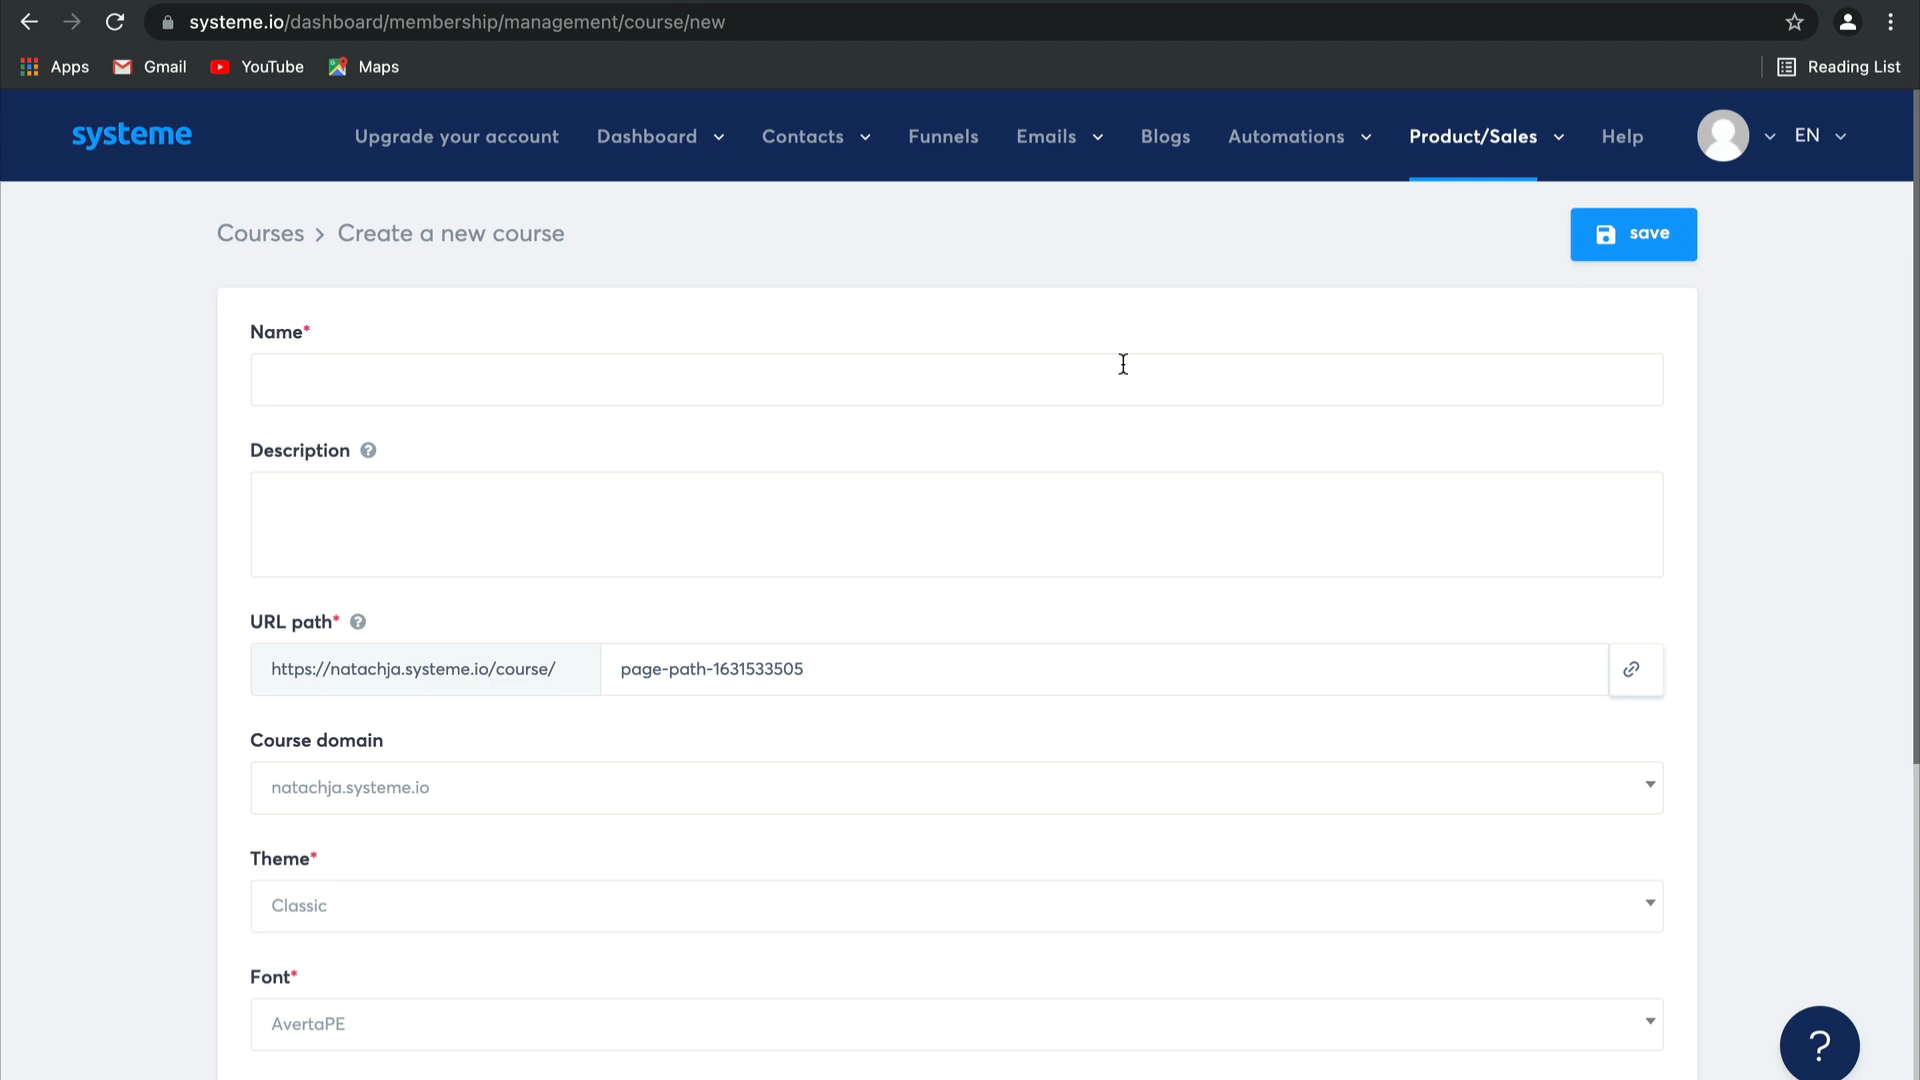 systeme.io/dashboard/membership/management/course/new
Apps Gmail YouTube Maps Reading List
systeme Upgrade your account Dashboard Contacts Funnels Emails Blogs Automations Product/Sales Help EN
Courses > Create a new course save
Name*
Description ?
URL path* ?
https://natachja.systeme.io/course/ page-path-1631533505
Course domain
natachja.systeme.io
Theme*
Classic
Font*
AvertaPE
?